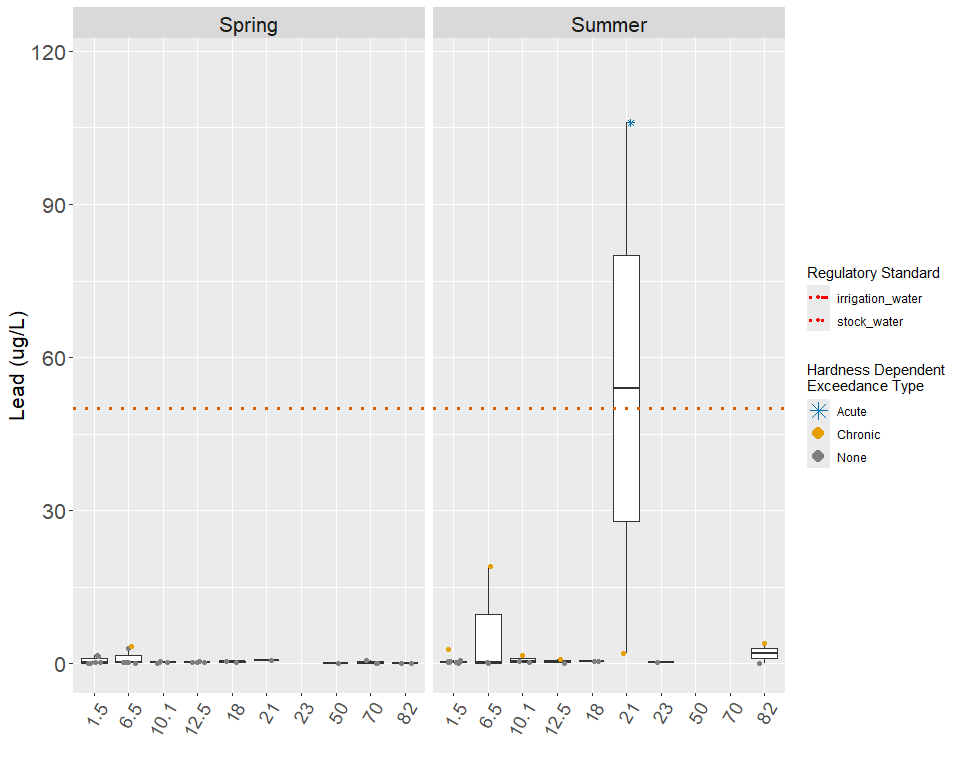 Spring Summer
120
90
60
30
0
Lead (ug/L)
1.5 6.5 10.1 12.5 18 21 23 50 70 82
1.5 6.5 10.1 12.5 18 21 23 50 70 82
Regulatory Standard
irrigation_water
stock_water
Hardness Dependent
Exceedance Type
Acute
Chronic
None